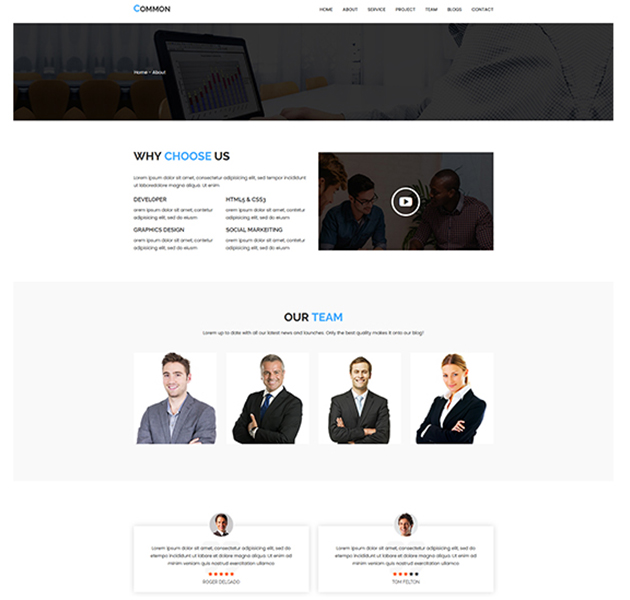 COMMON
HOME ABOUT SERVICE PROJECT TEAM BLOGS CONTACT
Home - About
WHY CHOOSE US
Lorem ipsum dolor sit amet, consectetur adipisicing elit, sed tempor incididunt
ut laboredolore magna aliqua. Ut enim
DEVELOPER
orem ipsum dolor sit amet, contetur
adipisicing elit, sed do eiusm
HTML5 & CSS3
orem ipsum dolor sit amet, contetur
adipisicing elit, sed do eiusm
GRAPHICS DESIGN
orem ipsum dolor sit amet, contetur
adipisicing elit, sed do eiusm
SOCIAL MARKEITING
orem ipsum dolor sit amet, contetur
adipisicing elit, sed do eiusm
OUR TEAM
Lorem up to date with all our latest news and launches. Only the best quality makes it onto our blog!
Lorem ipsum dolor sit amet, consectetur adipisicing elit, sed do
eiusmod tempo incididunt ut labore et dolore magna aliqua. Ut enim ad
minim veniam quis nostrud exercitation ullamco
ROGER DELGADO
Lorem ipsum dolor sit amet, consectetur adipisicing elit, sed do
eiusmod tempo incididunt ut labore et dolore magna aliqua. Ut enim ad
minim veniam quis nostrud exercitation ullamco
TOM FELTON